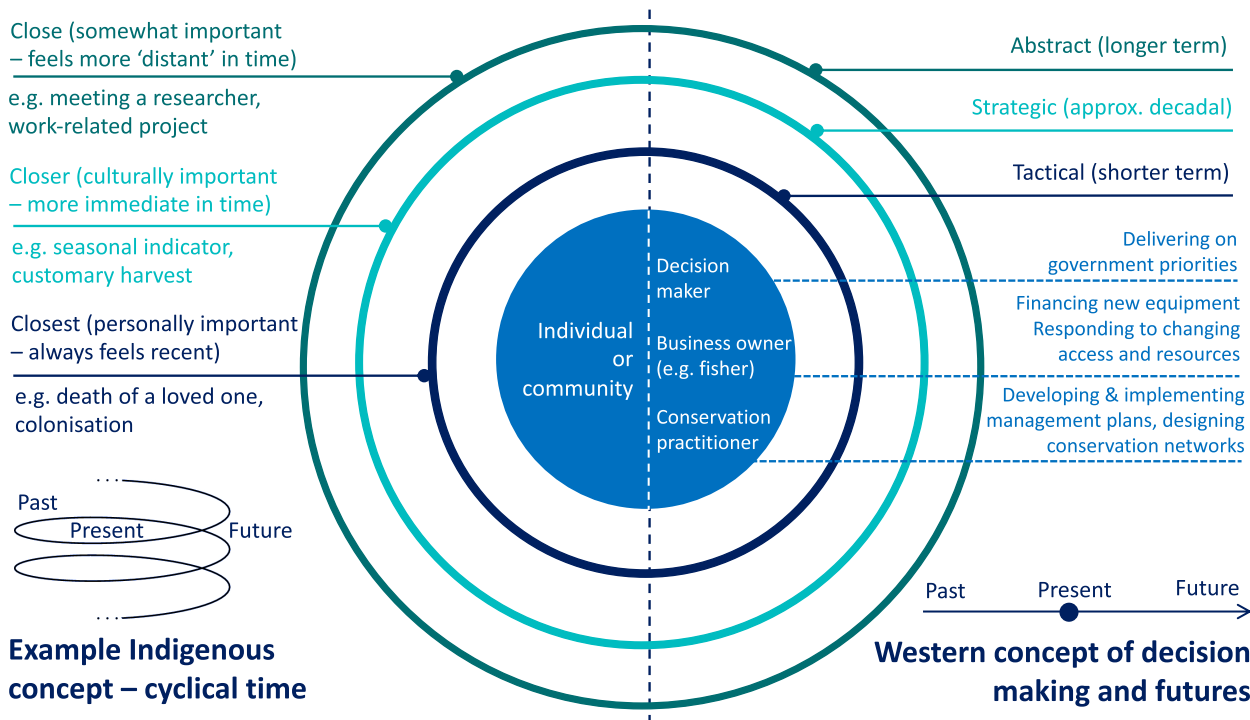 Close (somewhat important
– feels more ‘distant’ in time)
e.g. meeting a researcher,
work-related project
Closer (culturally important
– more immediate in time)
e.g. seasonal indicator,
customary harvest
Closest (personally important
– always feels recent)
e.g. death of a loved one,
colonisation
. . .
Past
Present
Future
. . .
Example Indigenous
concept – cyclical time
Individual
or
community
Decision
maker
Business owner
(e.g. fisher)
Conservation
practitioner
Abstract (longer term)
Strategic (approx. decadal)
Tactical (shorter term)
Delivering on
government priorities
Financing new equipment
Responding to changing
access and resources
Developing & implementing
management plans, designing
conservation networks
Past
Present
Future
Western concept of decision
making and futures